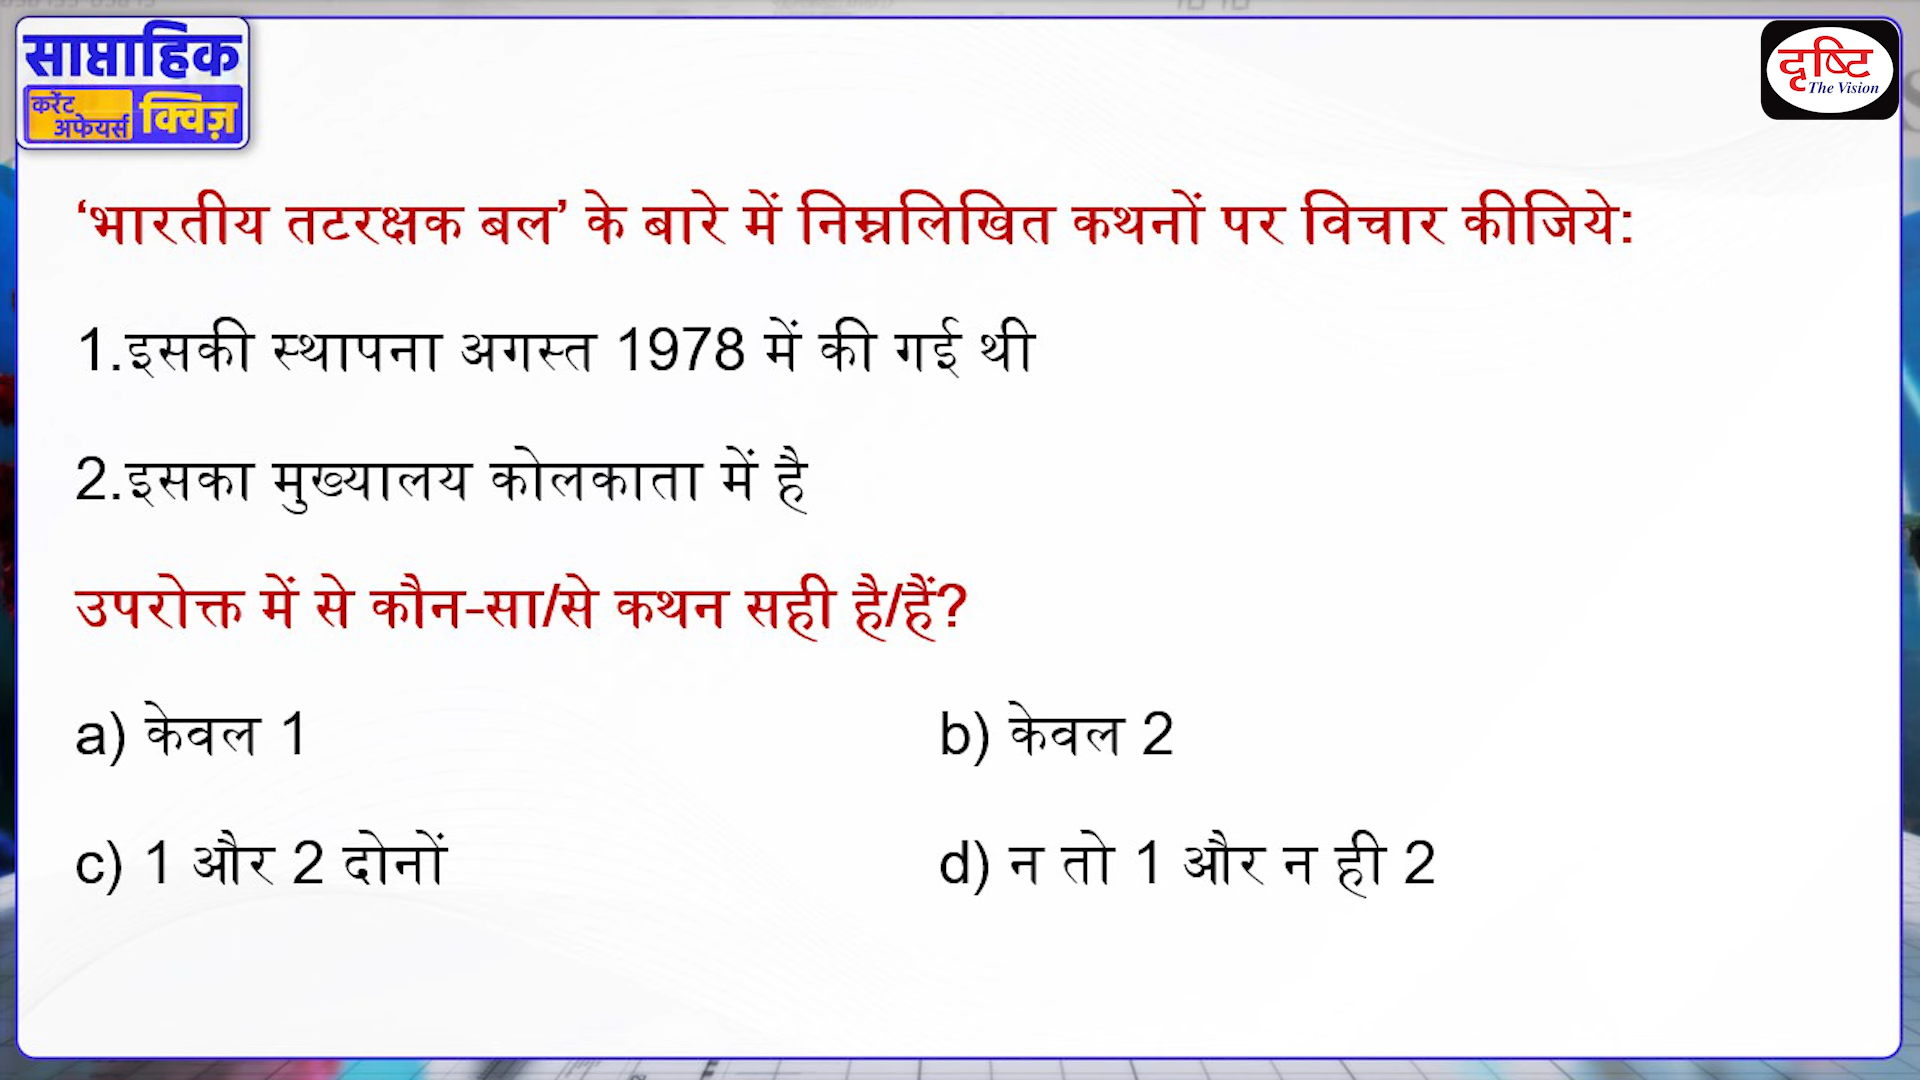 साप्ताहिक
करेंट
अफेयर्स
क्विज़
दृष्टि
The Vision
‘भारतीय तटरक्षक बल’ के बारे में निम्नलिखित कथनों पर विचार कीजिये:
1.इसकी स्थापना अगस्त 1978 में की गई थी
2.इसका मुख्यालय कोलकाता में है
उपरोक्त में से कौन-सा/से कथन सही है/हैं?
a) केवल 1
b) केवल 2
c) 1 और 2 दोनों
d) न तो 1 और न ही 2